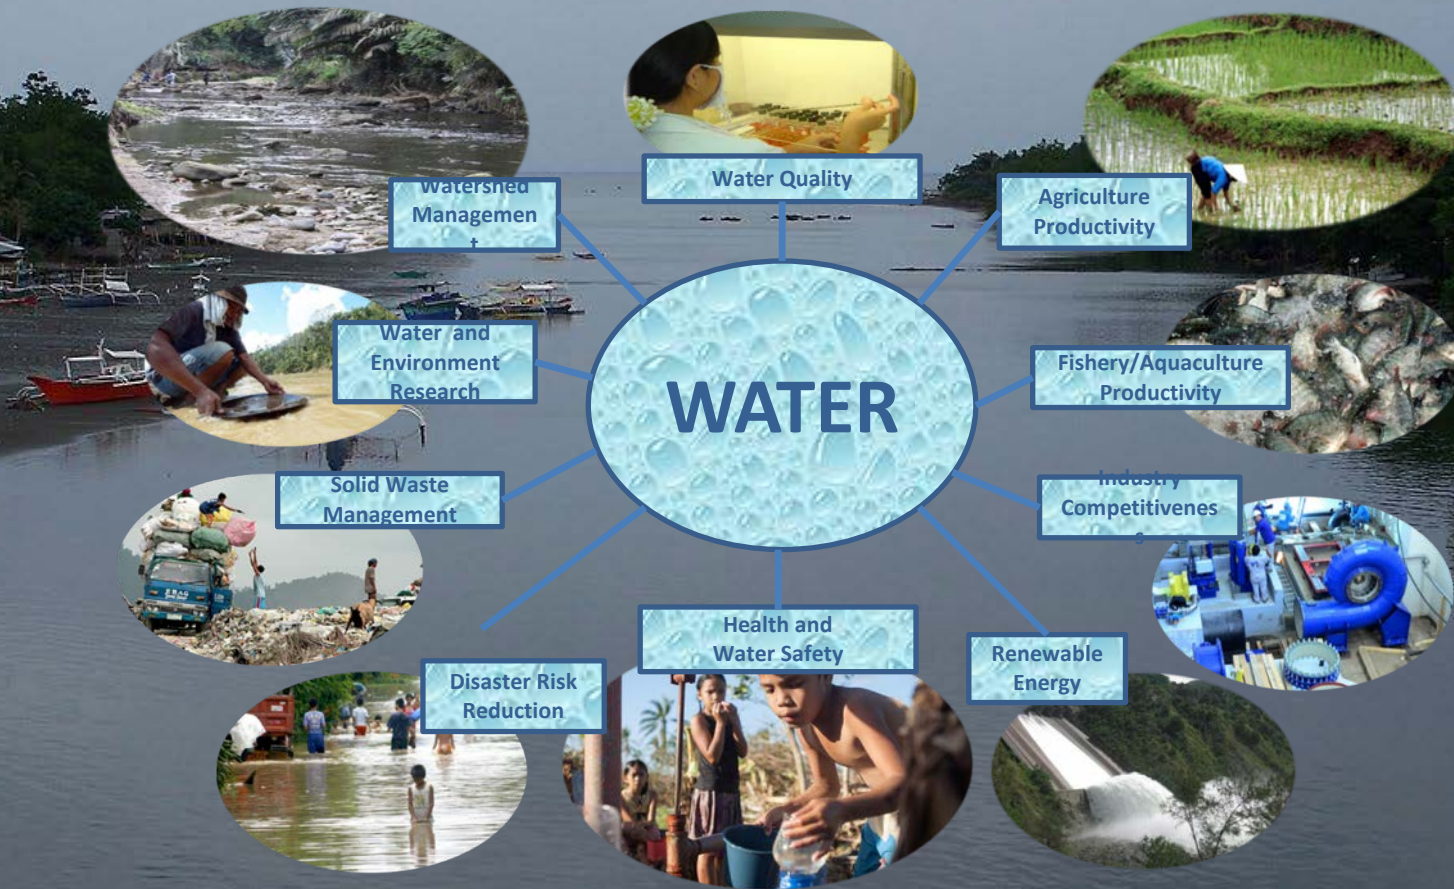 Water Quality
Watershed
Managemen
t
Agriculture
Productivity
Water and
Environment
Research
WATER
Fishery/Aquaculture
Productivity
Solid Waste
Management
Industry
Competitivenes
s
Health and
Water Safety
Renewable
Energy
Disaster Risk
Reduction